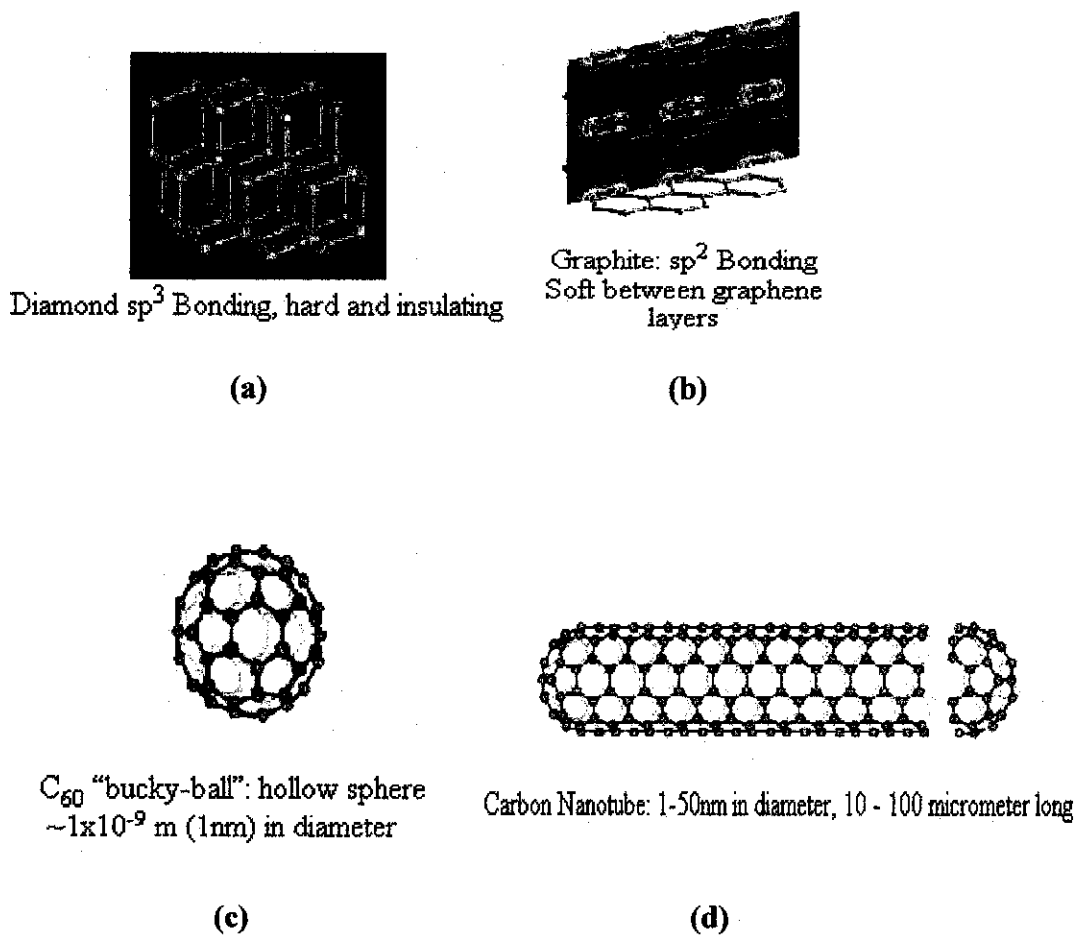 Diamond sp³ Bonding, hard and insulating
(a)
Graphite: sp² Bonding
Soft between graphene
layers
(b)
C₆₀ “bucky-ball”: hollow sphere
~1x10⁻⁹ m (1nm) in diameter
(c)
Carbon Nanotube: 1-50nm in diameter, 10 - 100 micrometer long
(d)